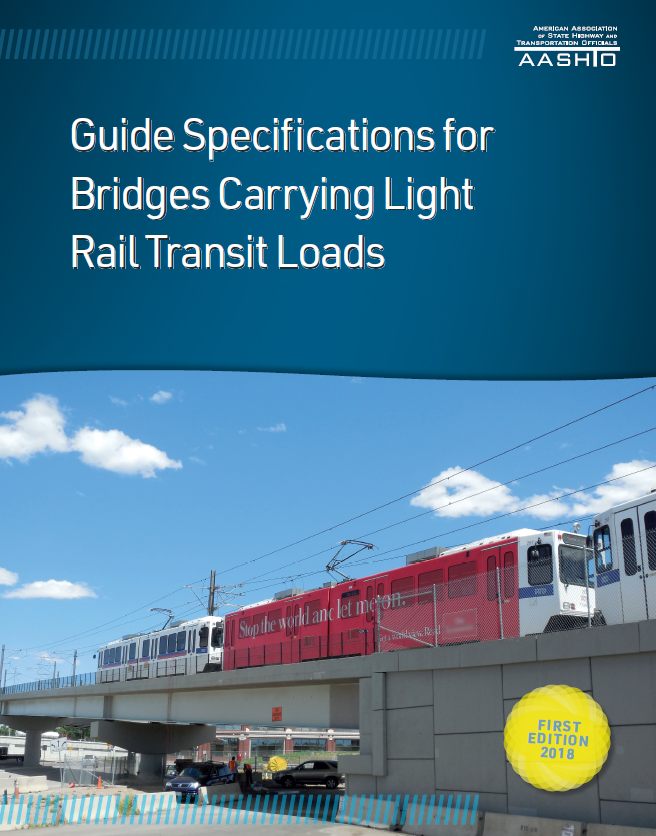 AMERICAN ASSOCIATION
OF STATE HIGHWAY AND
TRANSPORTATION OFFICIALS
AASHTO
Guide Specifications for
Bridges Carrying Light
Rail Transit Loads
Stop the world and let me on.
FIRST
EDITION
2018